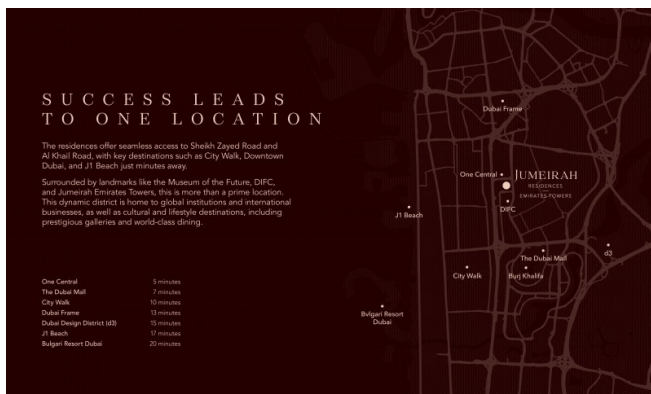 SUCCESS LEADS
TO ONE LOCATION
The residences offer seamless access to Sheikh Zayed Road and
Al Khail Road, with key destinations such as City Walk, Downtown
Dubai, and J1 Beach just minutes away.
Surrounded by landmarks like the Museum of the Future, DIFC,
and Jumeirah Emirates Towers, this is more than a prime location.
This dynamic district is home to global institutions and international
businesses, as well as cultural and lifestyle destinations, including
prestigious galleries and world-class dining.
One Central 5 minutes
The Dubai Mall 7 minutes
City Walk 10 minutes
Dubai Frame 13 minutes
Dubai Design District (d3) 15 minutes
J1 Beach 17 minutes
Bulgari Resort Dubai 20 minutes
Dubai Frame
One Central
JUMEIRAH
RESIDENCES
EMIRATES TOWERS
DIFC
J1 Beach
The Dubai Mall
d3
City Walk
Burj Khalifa
Bvlgari Resort
Dubai